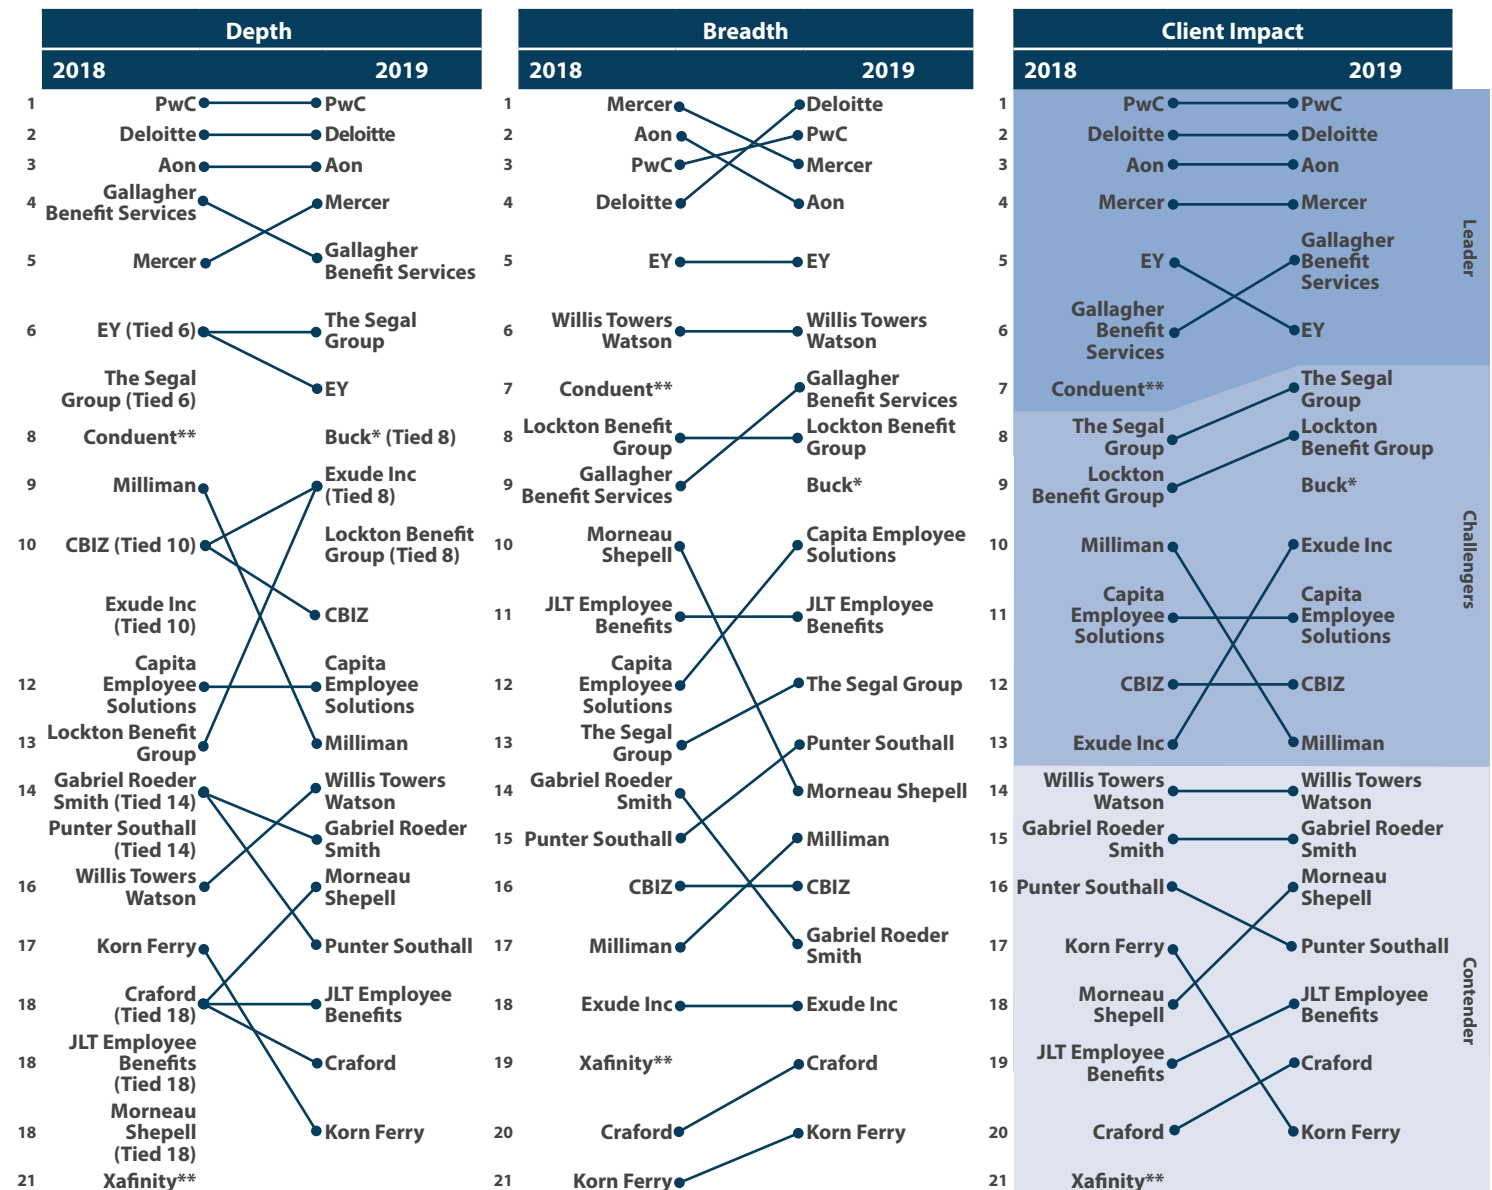 Depth
2018 2019
1 PwC PwC
2 Deloitte Deloitte
3 Aon Aon
4 Gallagher
Benefit Services
Mercer
5 Mercer
Gallagher
Benefit Services
6 EY (Tied 6)
The Segal
Group
The Segal
Group (Tied 6)
EY
8 Conduent** Buck* (Tied 8)
9 Milliman
Exude Inc
(Tied 8)
10 CBIZ (Tied 10)
Lockton Benefit
Group (Tied 8)
Exude Inc
(Tied 10)
CBIZ
12 Capita
Employee
Solutions
Capita
Employee
Solutions
13 Lockton Benefit
Group
Milliman
14 Gabriel Roeder
Smith (Tied 14)
Willis Towers
Watson
Punter Southall
(Tied 14)
Gabriel Roeder
Smith
16 Willis Towers
Watson
Morneau
Shepell
17 Korn Ferry Punter Southall
18 Craford
(Tied 18)
JLT Employee
Benefits
18 JLT Employee
Benefits
(Tied 18)
Craford
18 Morneau
Shepell
(Tied 18)
Korn Ferry
21 Xafinity**
Breadth
2018 2019
1 Mercer Deloitte
2 Aon PwC
3 PwC Mercer
4 Deloitte Aon
5 EY EY
6 Willis Towers
Watson
Willis Towers
Watson
7 Conduent**
Gallagher
Benefit Services
8 Lockton Benefit
Group
Lockton Benefit
Group
9 Gallagher
Benefit Services
Buck*
10 Morneau
Shepell
Capita Employee
Solutions
11 JLT Employee
Benefits
JLT Employee
Benefits
12 Capita
Employee
Solutions
The Segal Group
13 The Segal
Group
Punter Southall
14 Gabriel Roeder
Smith
Morneau Shepell
15 Punter Southall Milliman
16 CBIZ CBIZ
17 Milliman
Gabriel Roeder
Smith
18 Exude Inc Exude Inc
19 Xafinity** Craford
20 Craford Korn Ferry
21 Korn Ferry
Client Impact
2018 2019
1 PwC PwC
2 Deloitte Deloitte
3 Aon Aon
4 Mercer Mercer
5 EY
Gallagher
Benefit
Services
6 Gallagher
Benefit
Services
EY
7 Conduent**
The Segal
Group
8 The Segal
Group
Lockton
Benefit Group
9 Lockton
Benefit Group
Buck*
10 Milliman Exude Inc
11 Capita
Employee
Solutions
Capita
Employee
Solutions
12 CBIZ CBIZ
13 Exude Inc Milliman
14 Willis Towers
Watson
Willis Towers
Watson
15 Gabriel Roeder
Smith
Gabriel Roeder
Smith
16 Punter Southall
Morneau
Shepell
17 Korn Ferry Punter Southall
18 Morneau
Shepell
JLT Employee
Benefits
19 JLT Employee
Benefits
Craford
20 Craford Korn Ferry
21 Xafinity**
Leader
Challengers
Contender